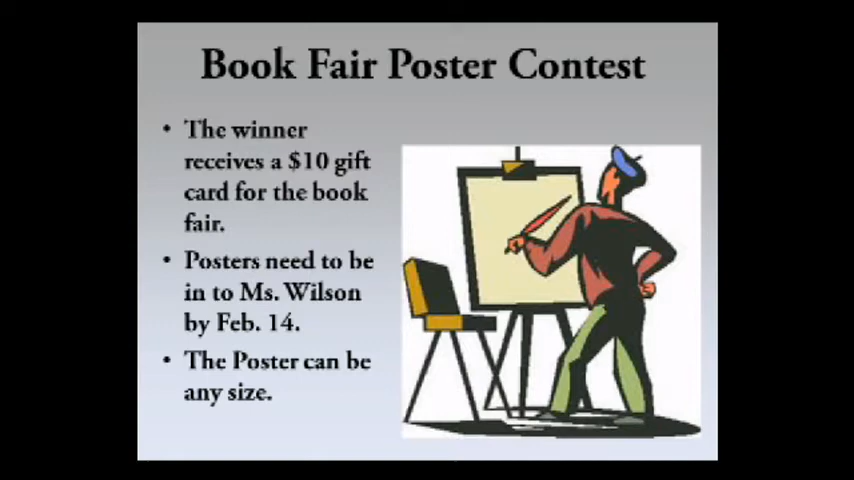 Book Fair Poster Contest
• The winner
receives a $10 gift
card for the book
fair.
• Posters need to be
in to Ms. Wilson
by Feb. 14.
• The Poster can be
any size.